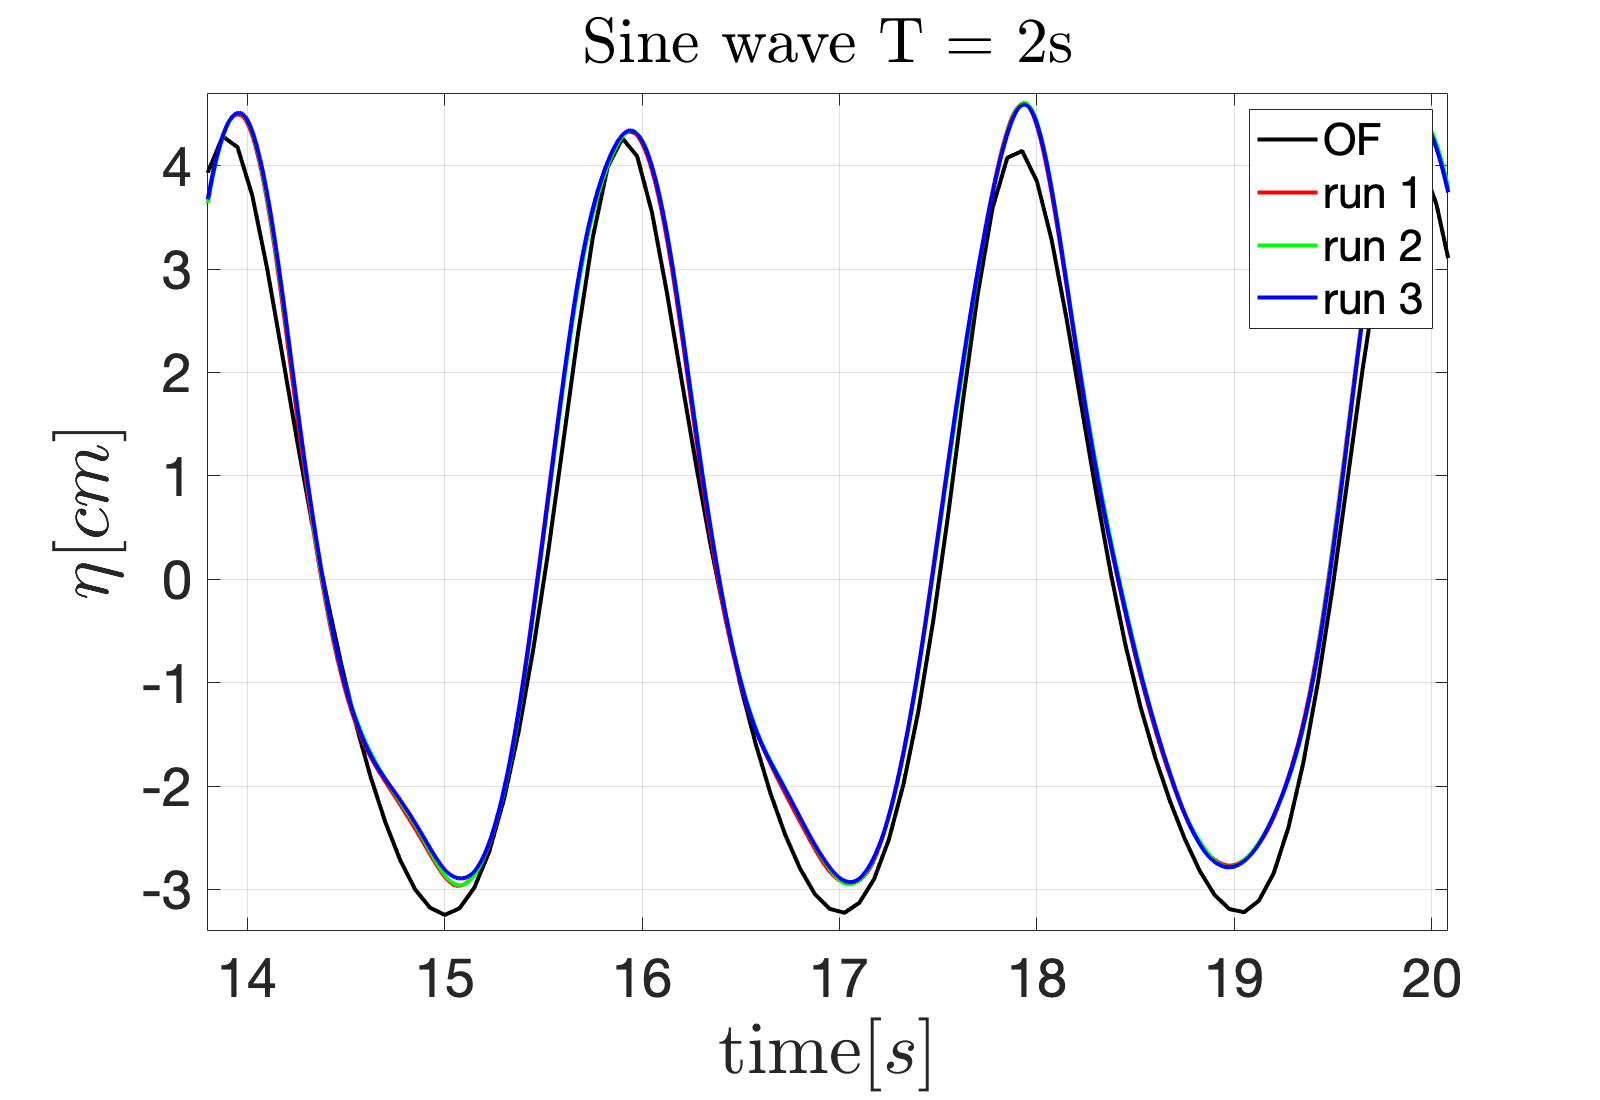 Sine wave T = 2s
η[cm]
4
3
2
1
0
-1
-2
-3
OF
run 1
run 2
run 3
14 15 16 17 18 19 20
time[s]